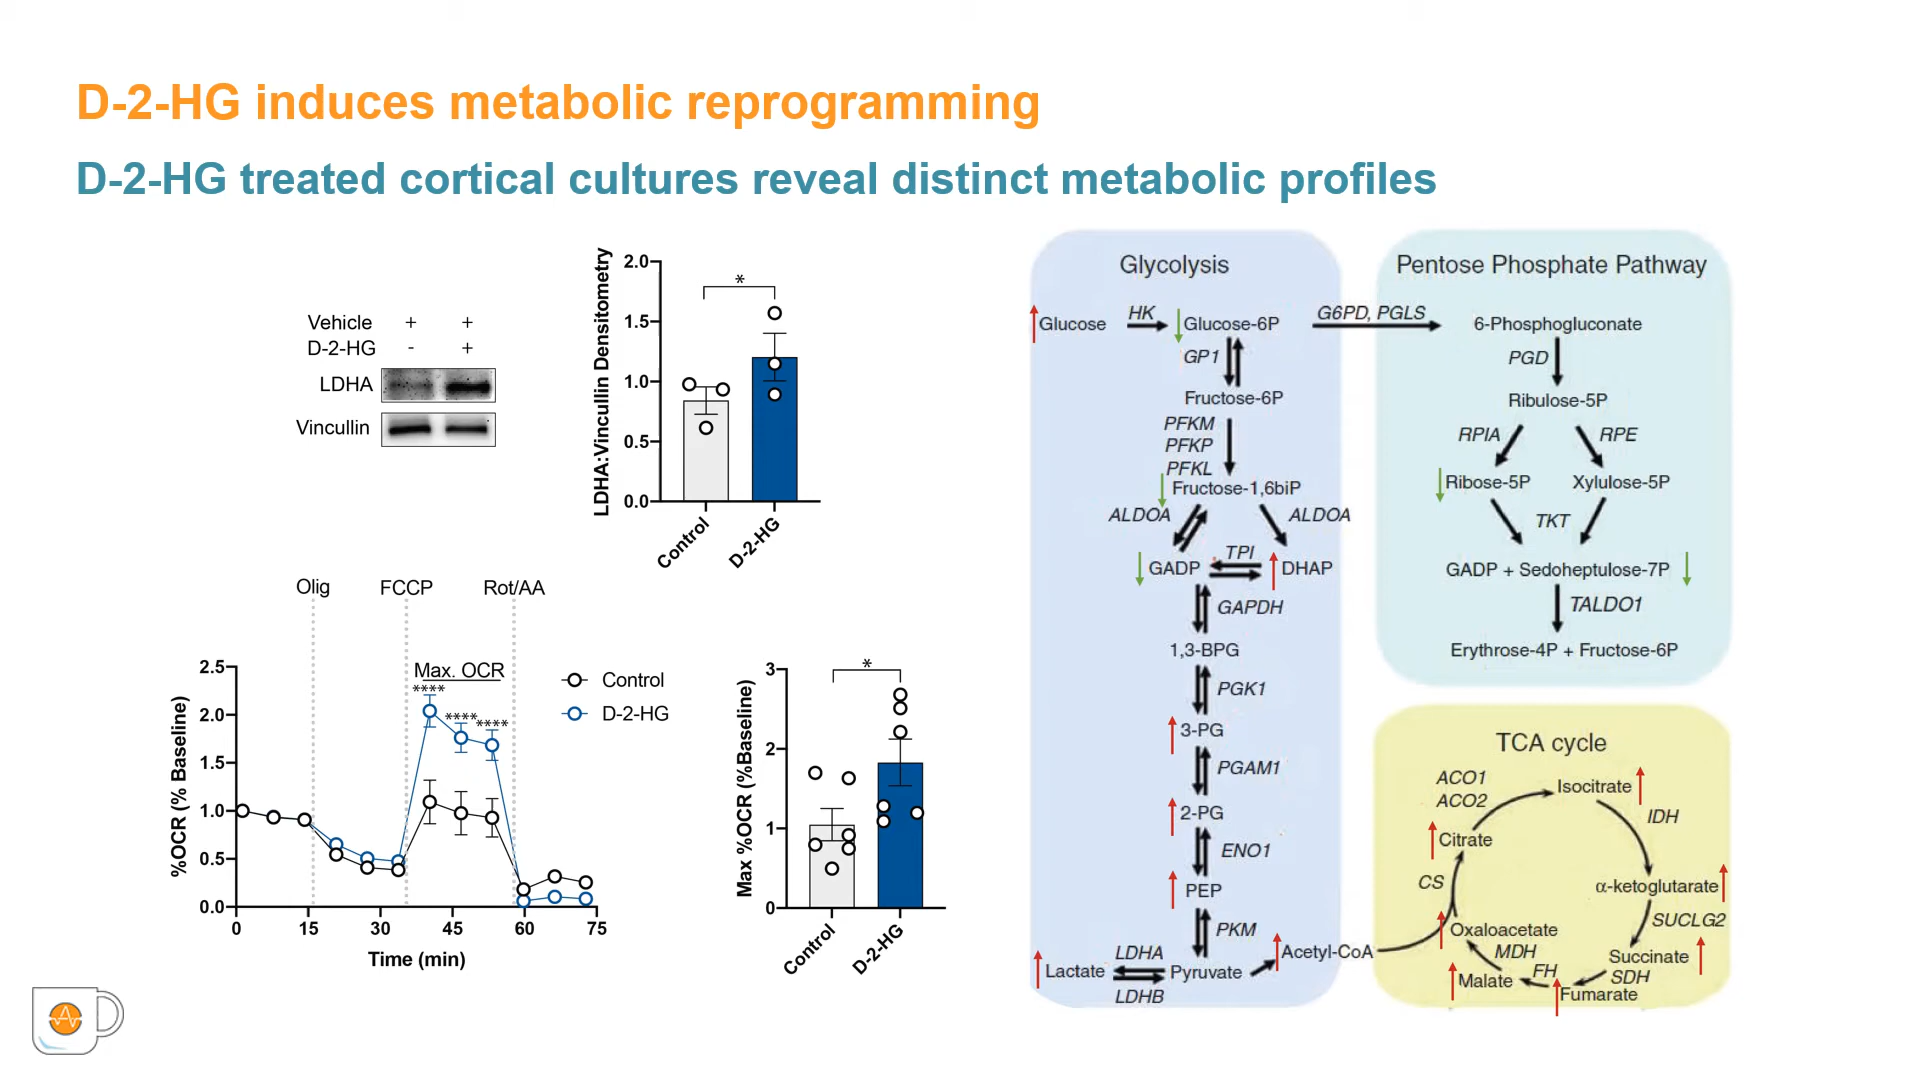 D-2-HG induces metabolic reprogramming
D-2-HG treated cortical cultures reveal distinct metabolic profiles
Vehicle + +
D-2-HG - +
LDHA
Vincullin
LDHA:Vincullin Densitometry
2.0
1.5
1.0
0.5
0.0
*
Control
D-2-HG
Olig
FCCP
Rot/AA
%OCR (% Baseline)
2.5
2.0
1.5
1.0
0.5
0.0
Max. OCR
****
****
****
0 15 30 45 60 75
Time (min)
Control
D-2-HG
Max %OCR (%Baseline)
3
2
1
0
*
Control
D-2-HG
Glycolysis
Glucose
HK
Glucose-6P
G6PD, PGLS
GP1
Fructose-6P
PFKM
PFKP
PFKL
Fructose-1,6biP
ALDOA
ALDOA
GADP
TPI
DHAP
GAPDH
1,3-BPG
PGK1
3-PG
PGAM1
2-PG
ENO1
PEP
PKM
Lactate
LDHA
LDHB
Pyruvate
Acetyl-CoA
Pentose Phosphate Pathway
6-Phosphogluconate
PGD
Ribulose-5P
RPIA
RPE
Ribose-5P
Xylulose-5P
TKT
GADP + Sedoheptulose-7P
TALDO1
Erythrose-4P + Fructose-6P
TCA cycle
ACO1
ACO2
Isocitrate
IDH
Citrate
CS
α-ketoglutarate
SUCLG2
Oxaloacetate
MDH
Succinate
SDH
FH
Malate
Fumarate